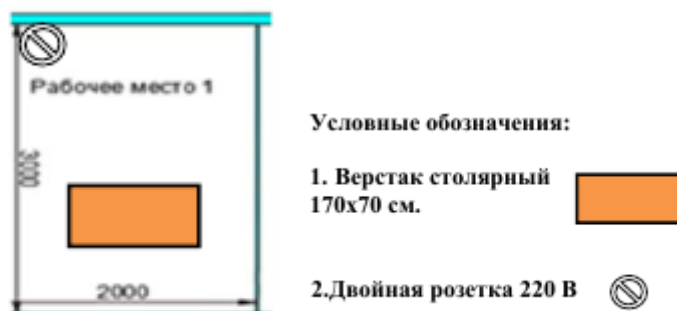 Рабочее место 1
3000
2000
Условные обозначения:
1. Верстак столярный
170х70 см.
2.Двойная розетка 220 В